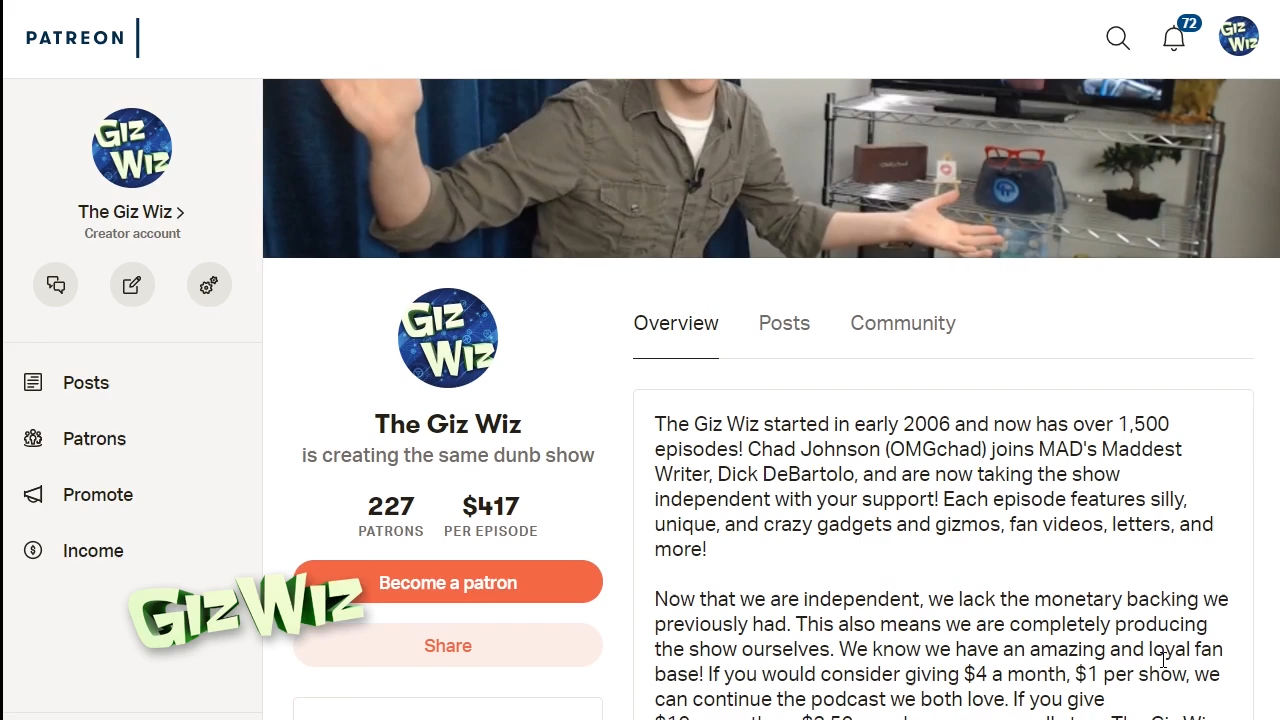 PATREON
72
GIZ
WIZ
GIZ
WIZ
The Giz Wiz >
Creator account
Posts
Patrons
Promote
Income
GIZWIZ
GIZ
WIZ
The Giz Wiz
is creating the same dunb show
227 $417
PATRONS PER EPISODE
Become a patron
Share
Overview Posts Community
The Giz Wiz started in early 2006 and now has over 1,500
episodes! Chad Johnson (OMGchad) joins MAD's Maddest
Writer, Dick DeBartolo, and are now taking the show
independent with your support! Each episode features silly,
unique, and crazy gadgets and gizmos, fan videos, letters, and
more!
Now that we are independent, we lack the monetary backing we
previously had. This also means we are completely producing
the show ourselves. We know we have an amazing and loyal fan
base! If you would consider giving $4 a month, $1 per show, we
can continue the podcast we both love. If you give